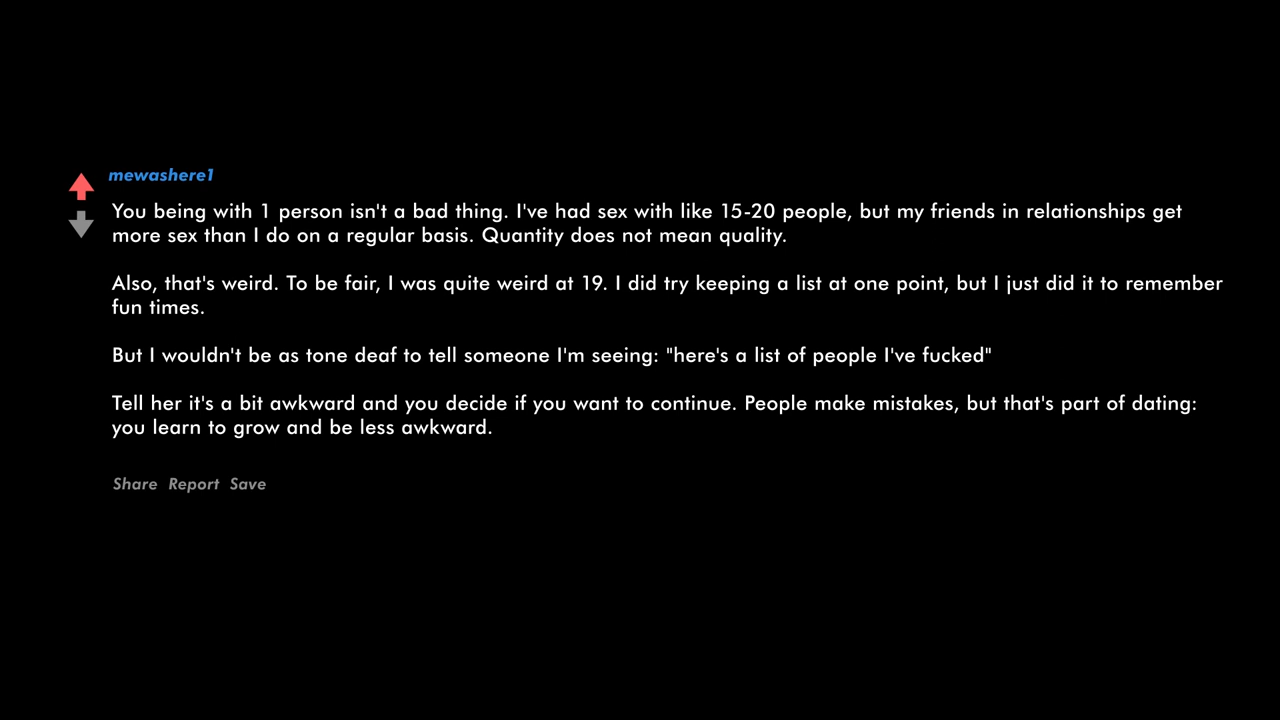 mewashere1
You being with 1 person isn't a bad thing. I've had sex with like 15-20 people, but my friends in relationships get
more sex than I do on a regular basis. Quantity does not mean quality.
Also, that's weird. To be fair, I was quite weird at 19. I did try keeping a list at one point, but I just did it to remember
fun times.
But I wouldn't be as tone deaf to tell someone I'm seeing: "here's a list of people I've fucked"
Tell her it's a bit awkward and you decide if you want to continue. People make mistakes, but that's part of dating:
you learn to grow and be less awkward.
Share Report Save